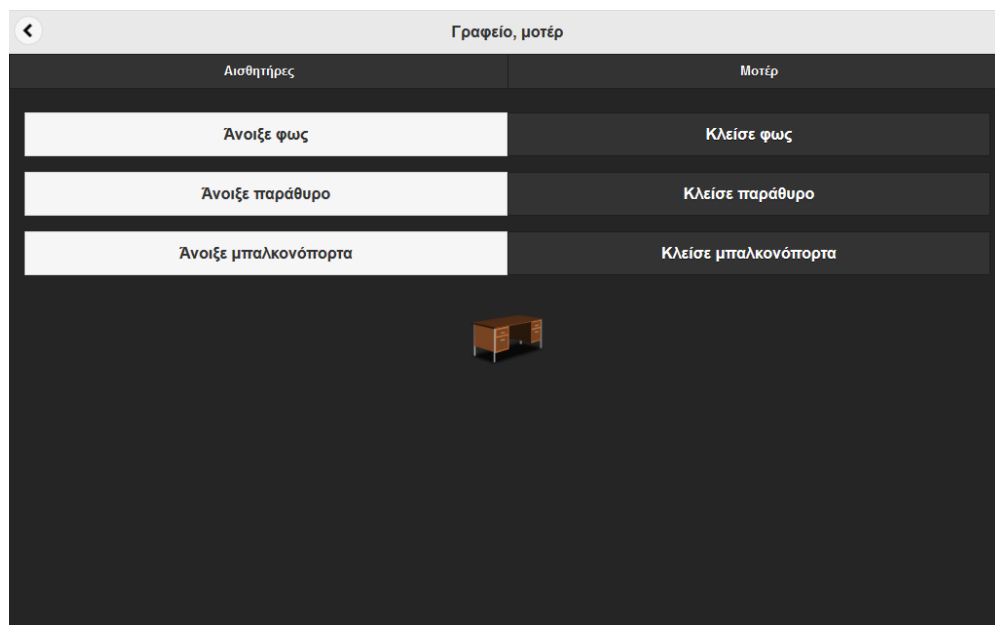 Γραφείο, μοτέρ
Αισθητήρες Μοτέρ
Άνοιξε φως Κλείσε φως
Άνοιξε παράθυρο Κλείσε παράθυρο
Άνοιξε μπαλκονόπορτα Κλείσε μπαλκονόπορτα